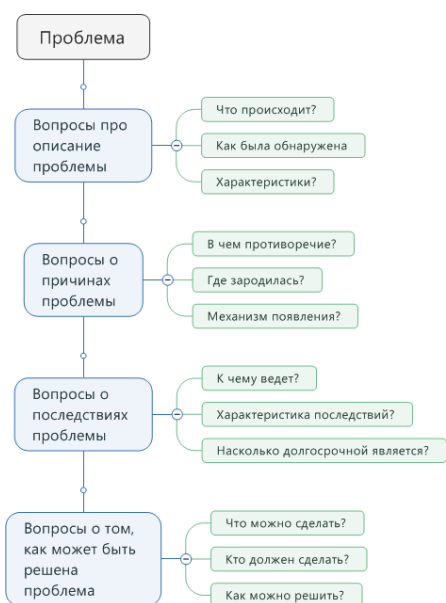 Проблема
Вопросы про
описание
проблемы
Что происходит?
Как была обнаружена
Характеристики?
Вопросы о
причинах
проблемы
В чем противоречие?
Где зародилась?
Механизм появления?
Вопросы о
последствиях
проблемы
К чему ведет?
Характеристика последствий?
Насколько долгосрочной является?
Вопросы о том,
как может быть
решена
проблема
Что можно сделать?
Кто должен сделать?
Как можно решить?